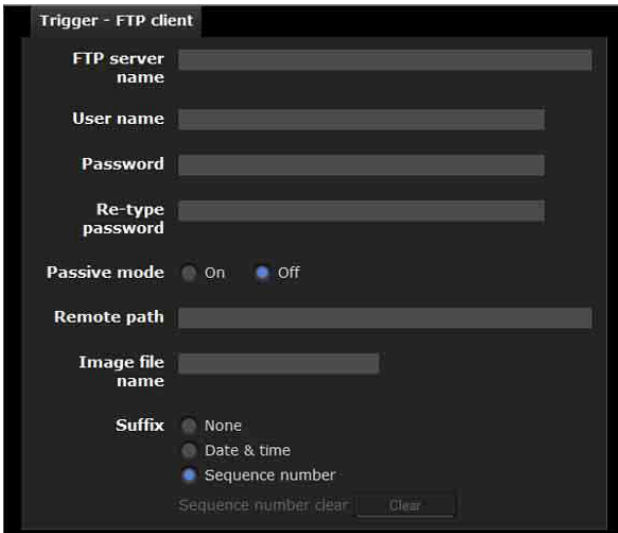 Trigger - FTP client
FTP server
name
User name
Password
Re-type
password
Passive mode On Off
Remote path
Image file
name
Suffix None
Date & time
Sequence number
Sequence number clear Clear